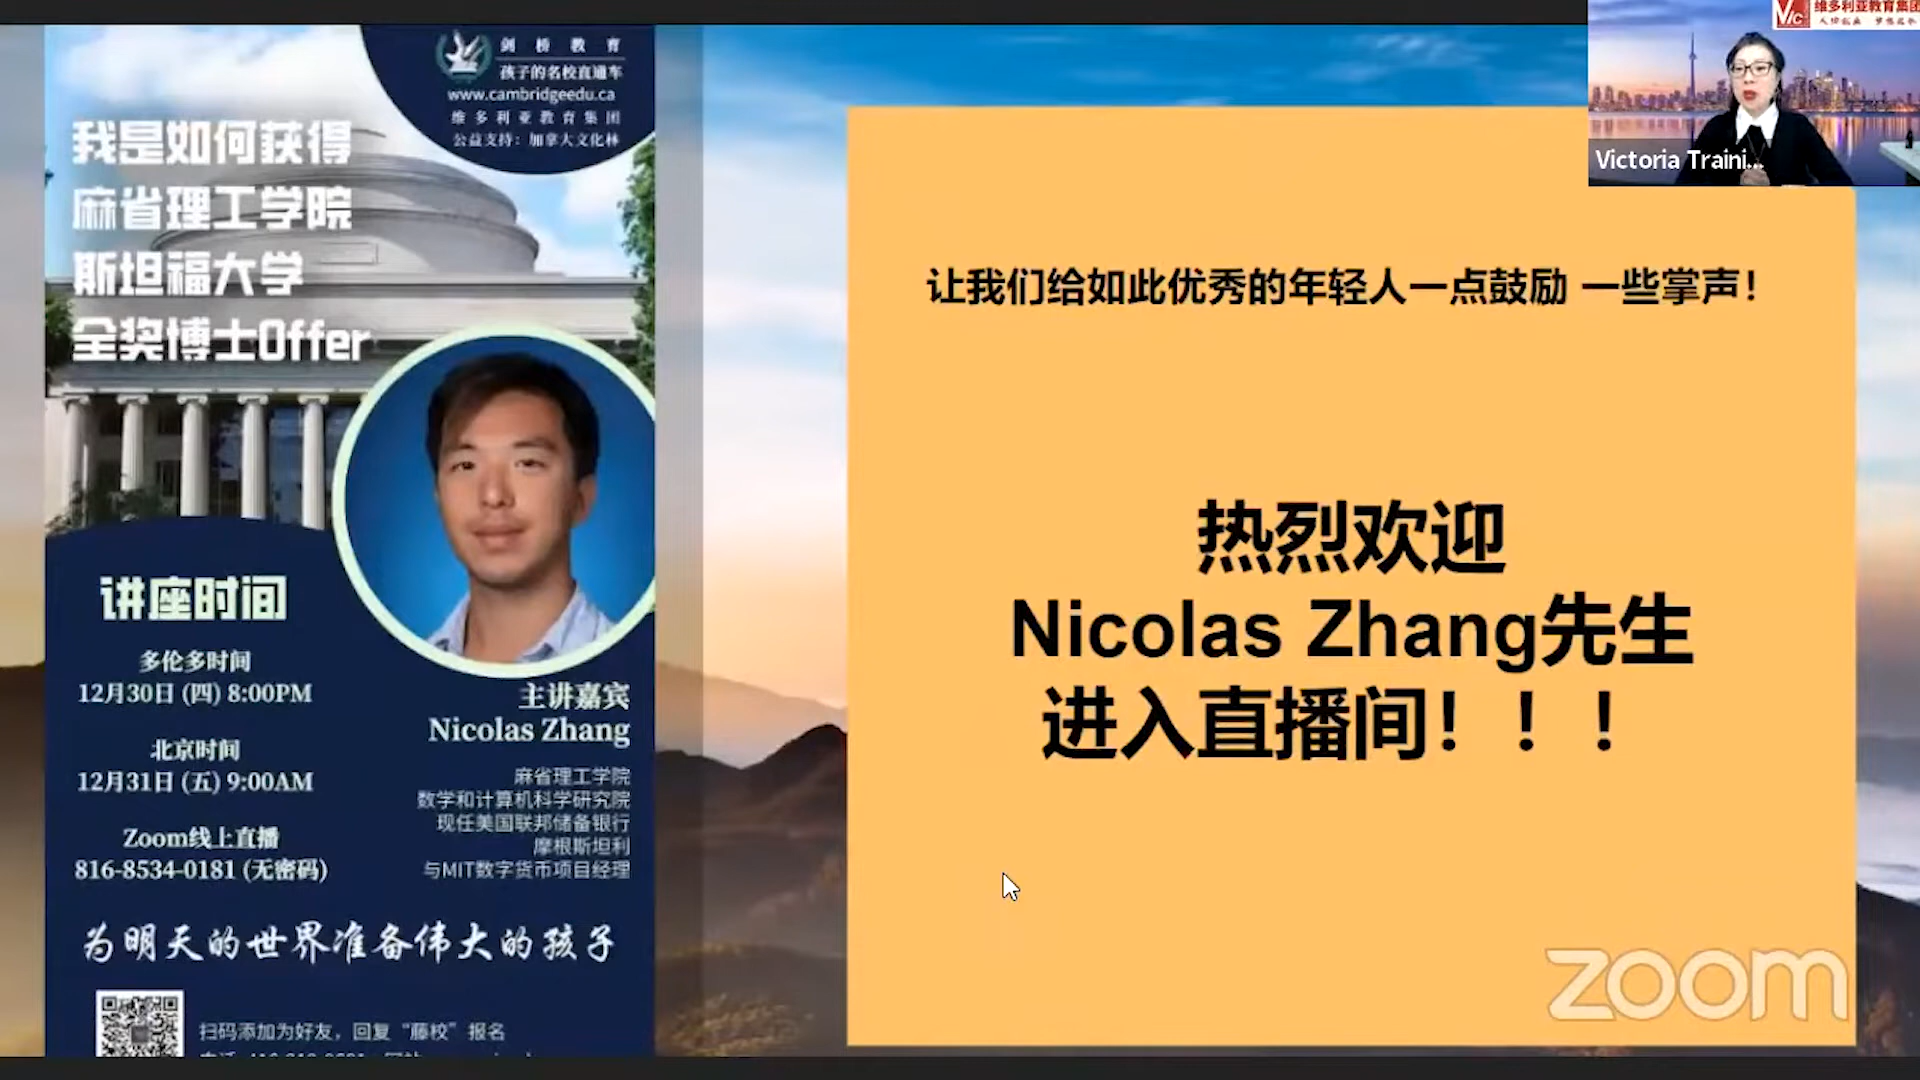 剑桥教育
孩子的名校直通车
www.cambridgeedu.ca
维多利亚教育集团
公益支持：加拿大文化林
我是如何获得
麻省理工学院
斯坦福大学
全奖博士Offer
讲座时间
多伦多时间
12月30日 (四) 8:00PM
北京时间
12月31日 (五) 9:00AM
Zoom线上直播
816-8534-0181 (无密码)
主讲嘉宾
Nicolas Zhang
麻省理工学院
数学和计算机科学研究院
现任美国联邦储备银行
摩根斯坦利
与MIT数字货币项目经理
为明天的世界准备伟大的孩子
扫码添加为好友，回复“藤校”报名
让我们给如此优秀的年轻人一点鼓励 一些掌声！
热烈欢迎
Nicolas Zhang先生
进入直播间！！！
Vic
维多利亚教育集团
Victoria Traini...
zoom